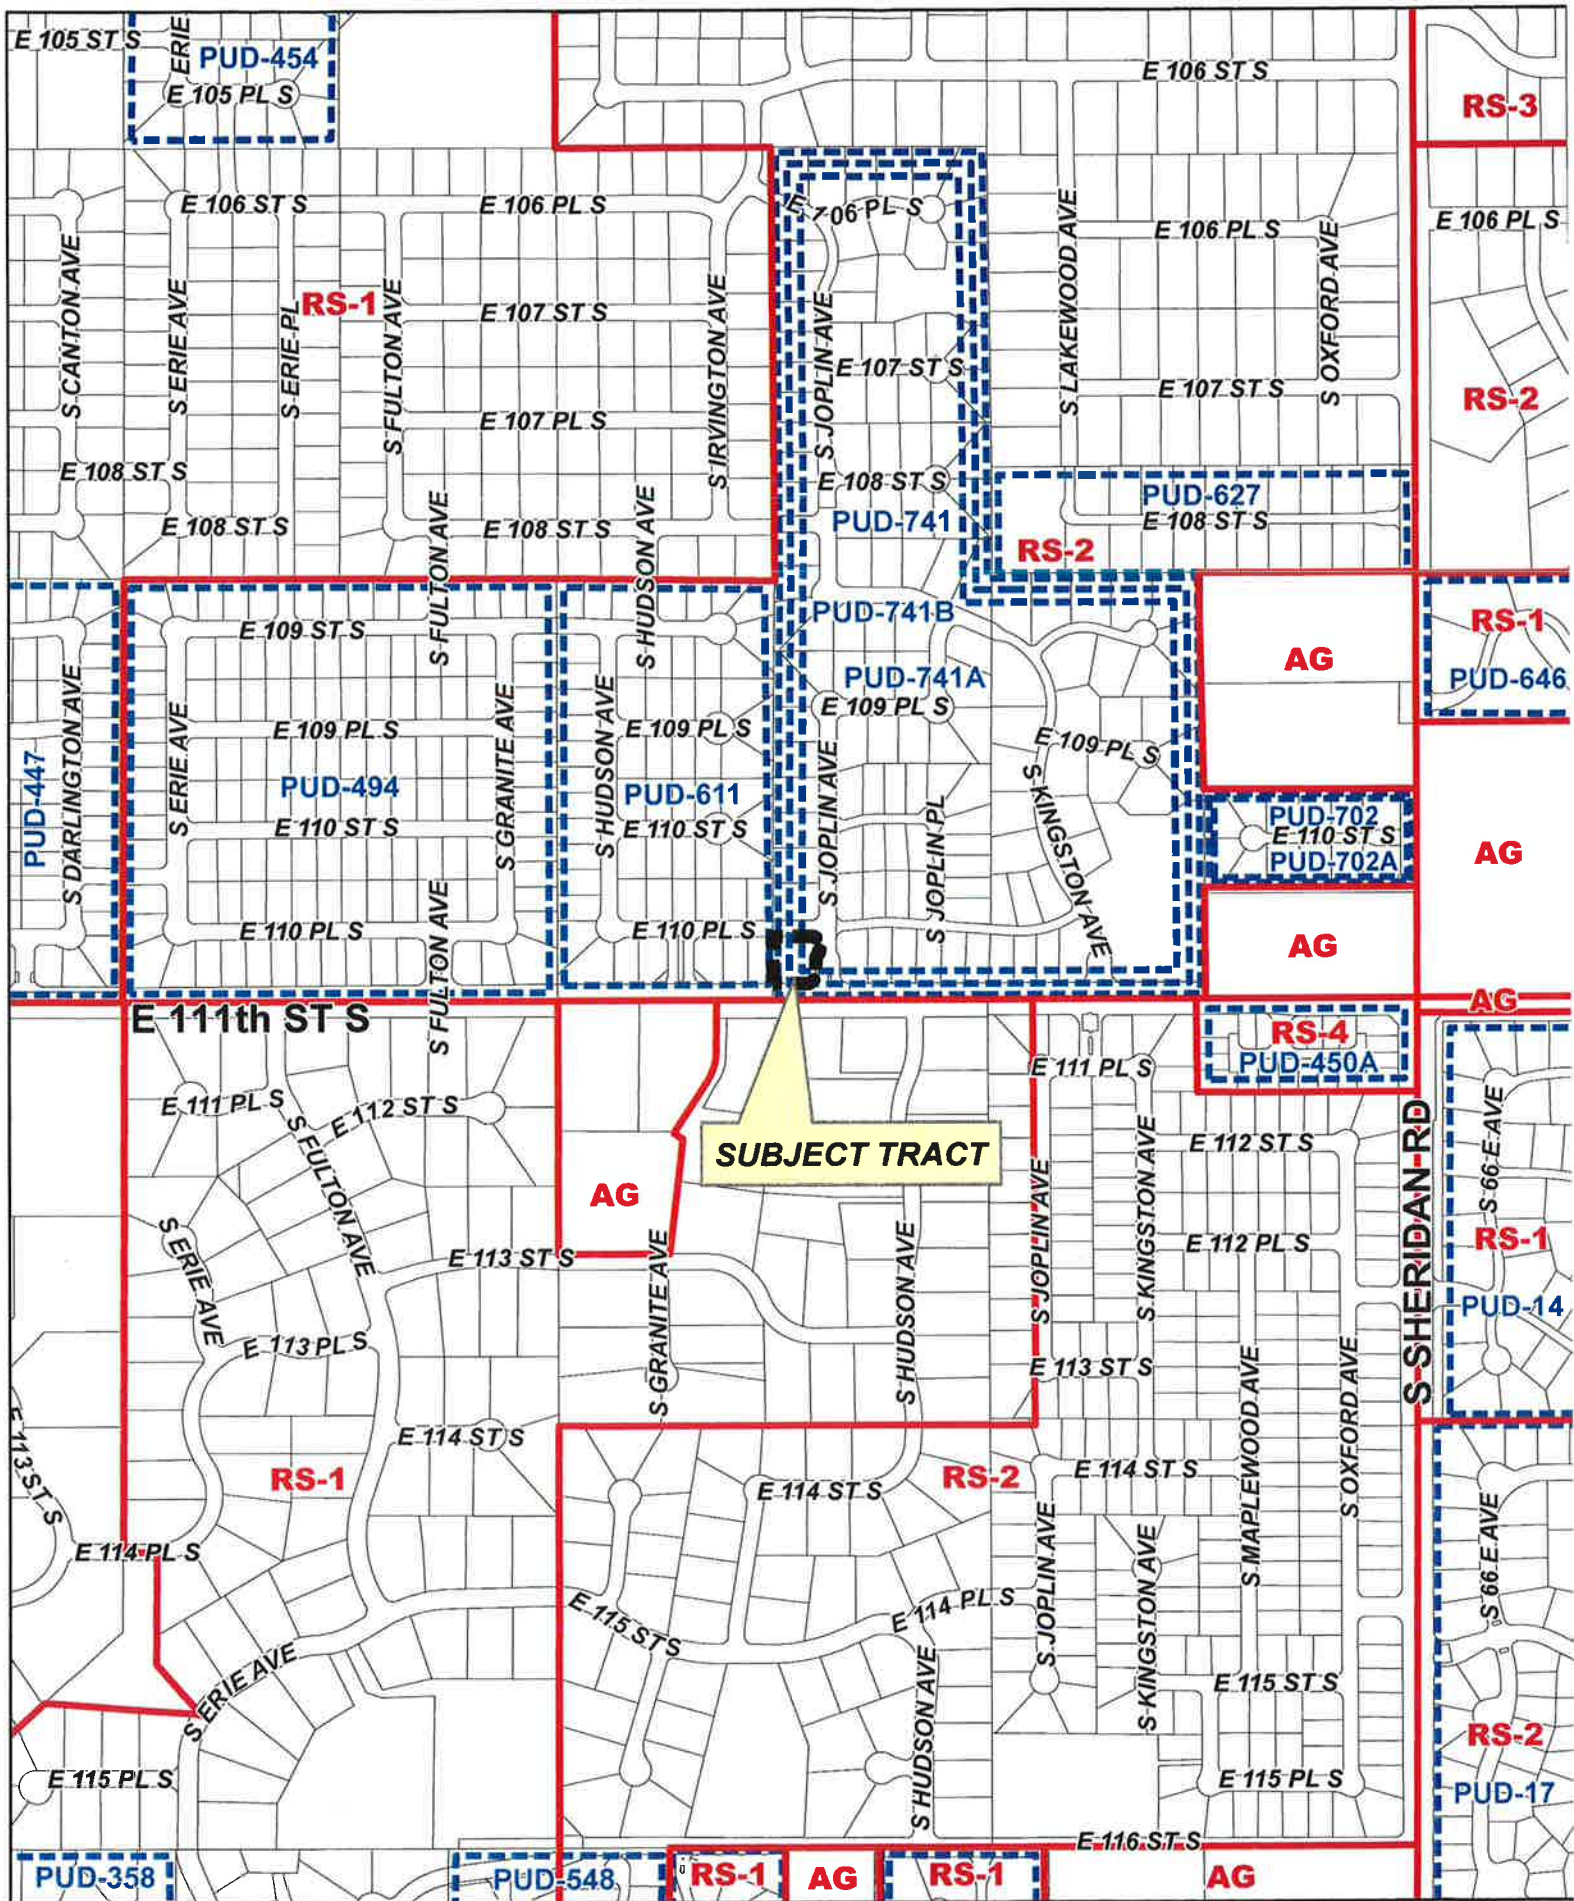 E 105 ST S
ERIE
PUD-454
E 105 PL S
E 106 ST S
RS-3
E 106 ST S
E 106 PL S
E 106 PL S
E 106 PL S
E 106 PL S
S CANTON AVE
S ERIE AVE
S ERIE PL
RS-1
S FULTON AVE
E 107 ST S
S IRVINGTON AVE
S JOPLIN AVE
E 107 ST S
S LAKEWOOD AVE
E 107 ST S
S OXFORD AVE
RS-2
E 107 PL S
E 108 ST S
E 108 ST S
E 108 ST S
E 108 ST S
PUD-741
PUD-627
E 108 ST S
RS-2
S FULTON AVE
S HUDSON AVE
E 109 ST S
PUD-741B
PUD-741A
AG
RS-1
PUD-646
PUD-447
S DARLINGTON AVE
S ERIE AVE
E 109 PL S
PUD-494
E 110 ST S
S GRANITE AVE
S HUDSON AVE
E 109 PL S
PUD-611
E 110 ST S
S JOPLIN AVE
E 109 PL S
S JOPLIN PL
E 109 PL S
S KINGSTON AVE
PUD-702
E 110 ST S
PUD-702A
AG
E 110 PL S
S FULTON AVE
E 110 PL S
AG
AG
E 111th ST S
RS-4
PUD-450A
E 111 PL S
E 111 PL S
S FULTON AVE
E 112 ST S
SUBJECT TRACT
AG
S JOPLIN AVE
S KINGSTON AVE
E 112 ST S
S SHERIDAN RD
S 66 E AVE
RS-1
PUD-14
S ERIE AVE
E 113 ST S
S GRANITE AVE
S HUDSON AVE
E 112 PL S
E 113 PL S
E 113 ST S
S MAPLEWOOD AVE
S OXFORD AVE
E 113 ST S
E 114 ST S
RS-1
RS-2
E 114 ST S
E 114 ST S
E 114 PL S
S JOPLIN AVE
S KINGSTON AVE
S 66 E AVE
E 115 ST S
E 114 PL S
S ERIE AVE
S HUDSON AVE
E 115 ST S
RS-2
E 115 PL S
E 115 PL S
PUD-17
E 116 ST S
PUD-358
PUD-548
RS-1
AG
RS-1
AG